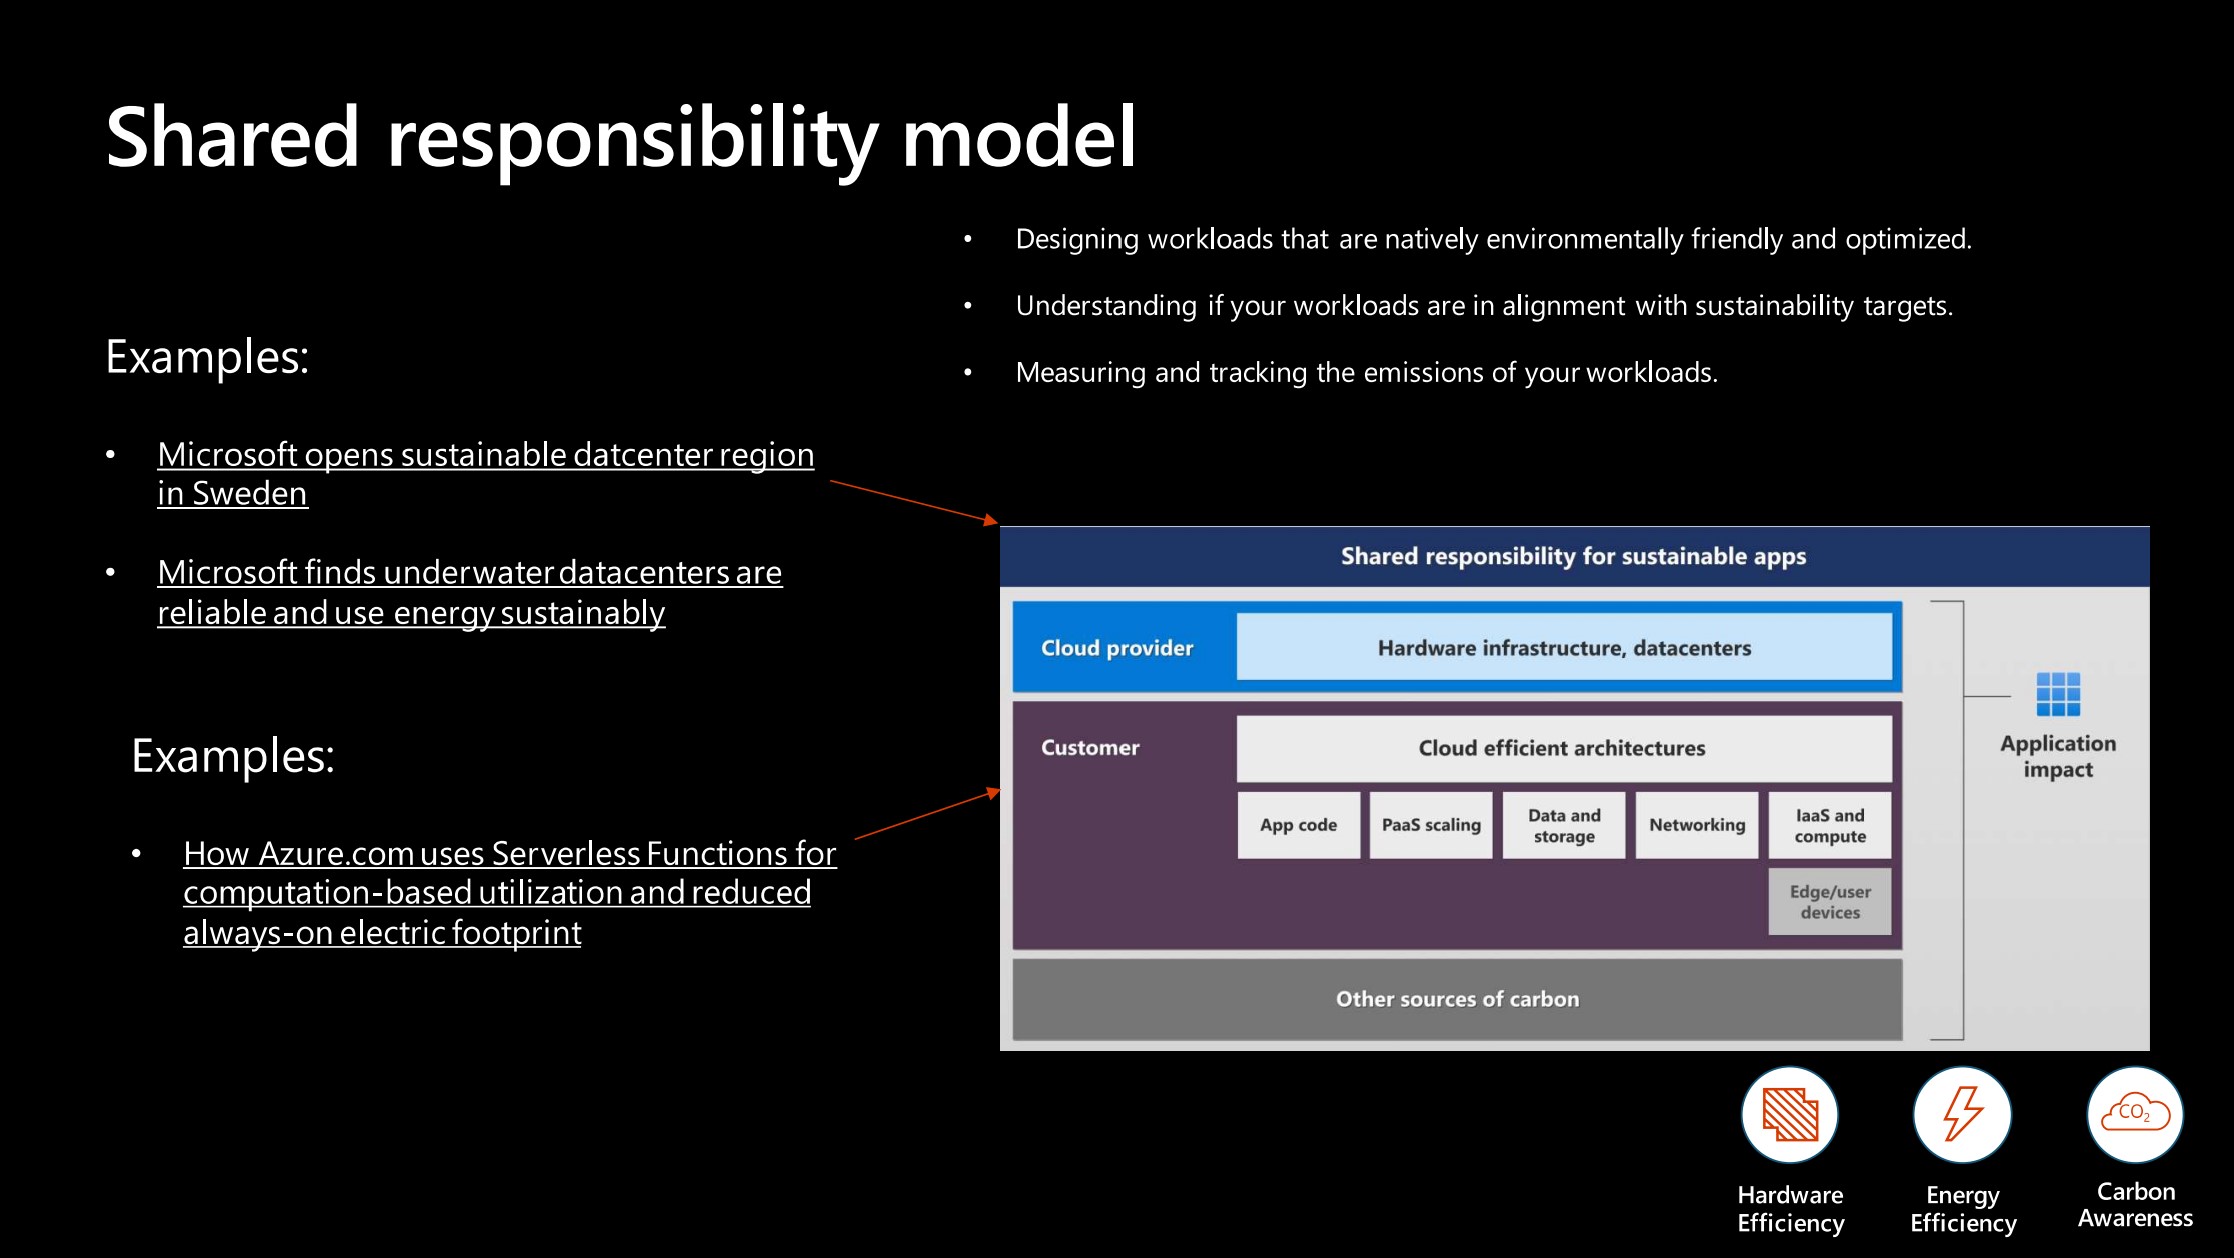 Shared responsibility model
• Designing workloads that are natively environmentally friendly and optimized.
• Understanding if your workloads are in alignment with sustainability targets.
• Measuring and tracking the emissions of your workloads.
Examples:
• Microsoft opens sustainable datcenter region
in Sweden
• Microsoft finds underwater datacenters are
reliable and use energy sustainably
Examples:
• How Azure.com uses Serverless Functions for
computation-based utilization and reduced
always-on electric footprint
Shared responsibility for sustainable apps
Cloud provider
Hardware infrastructure, datacenters
Customer
Cloud efficient architectures
App code
PaaS scaling
Data and
storage
Networking
IaaS and
compute
Edge/user
devices
Other sources of carbon
Application
impact
Hardware
Efficiency
Energy
Efficiency
CO₂
Carbon
Awareness